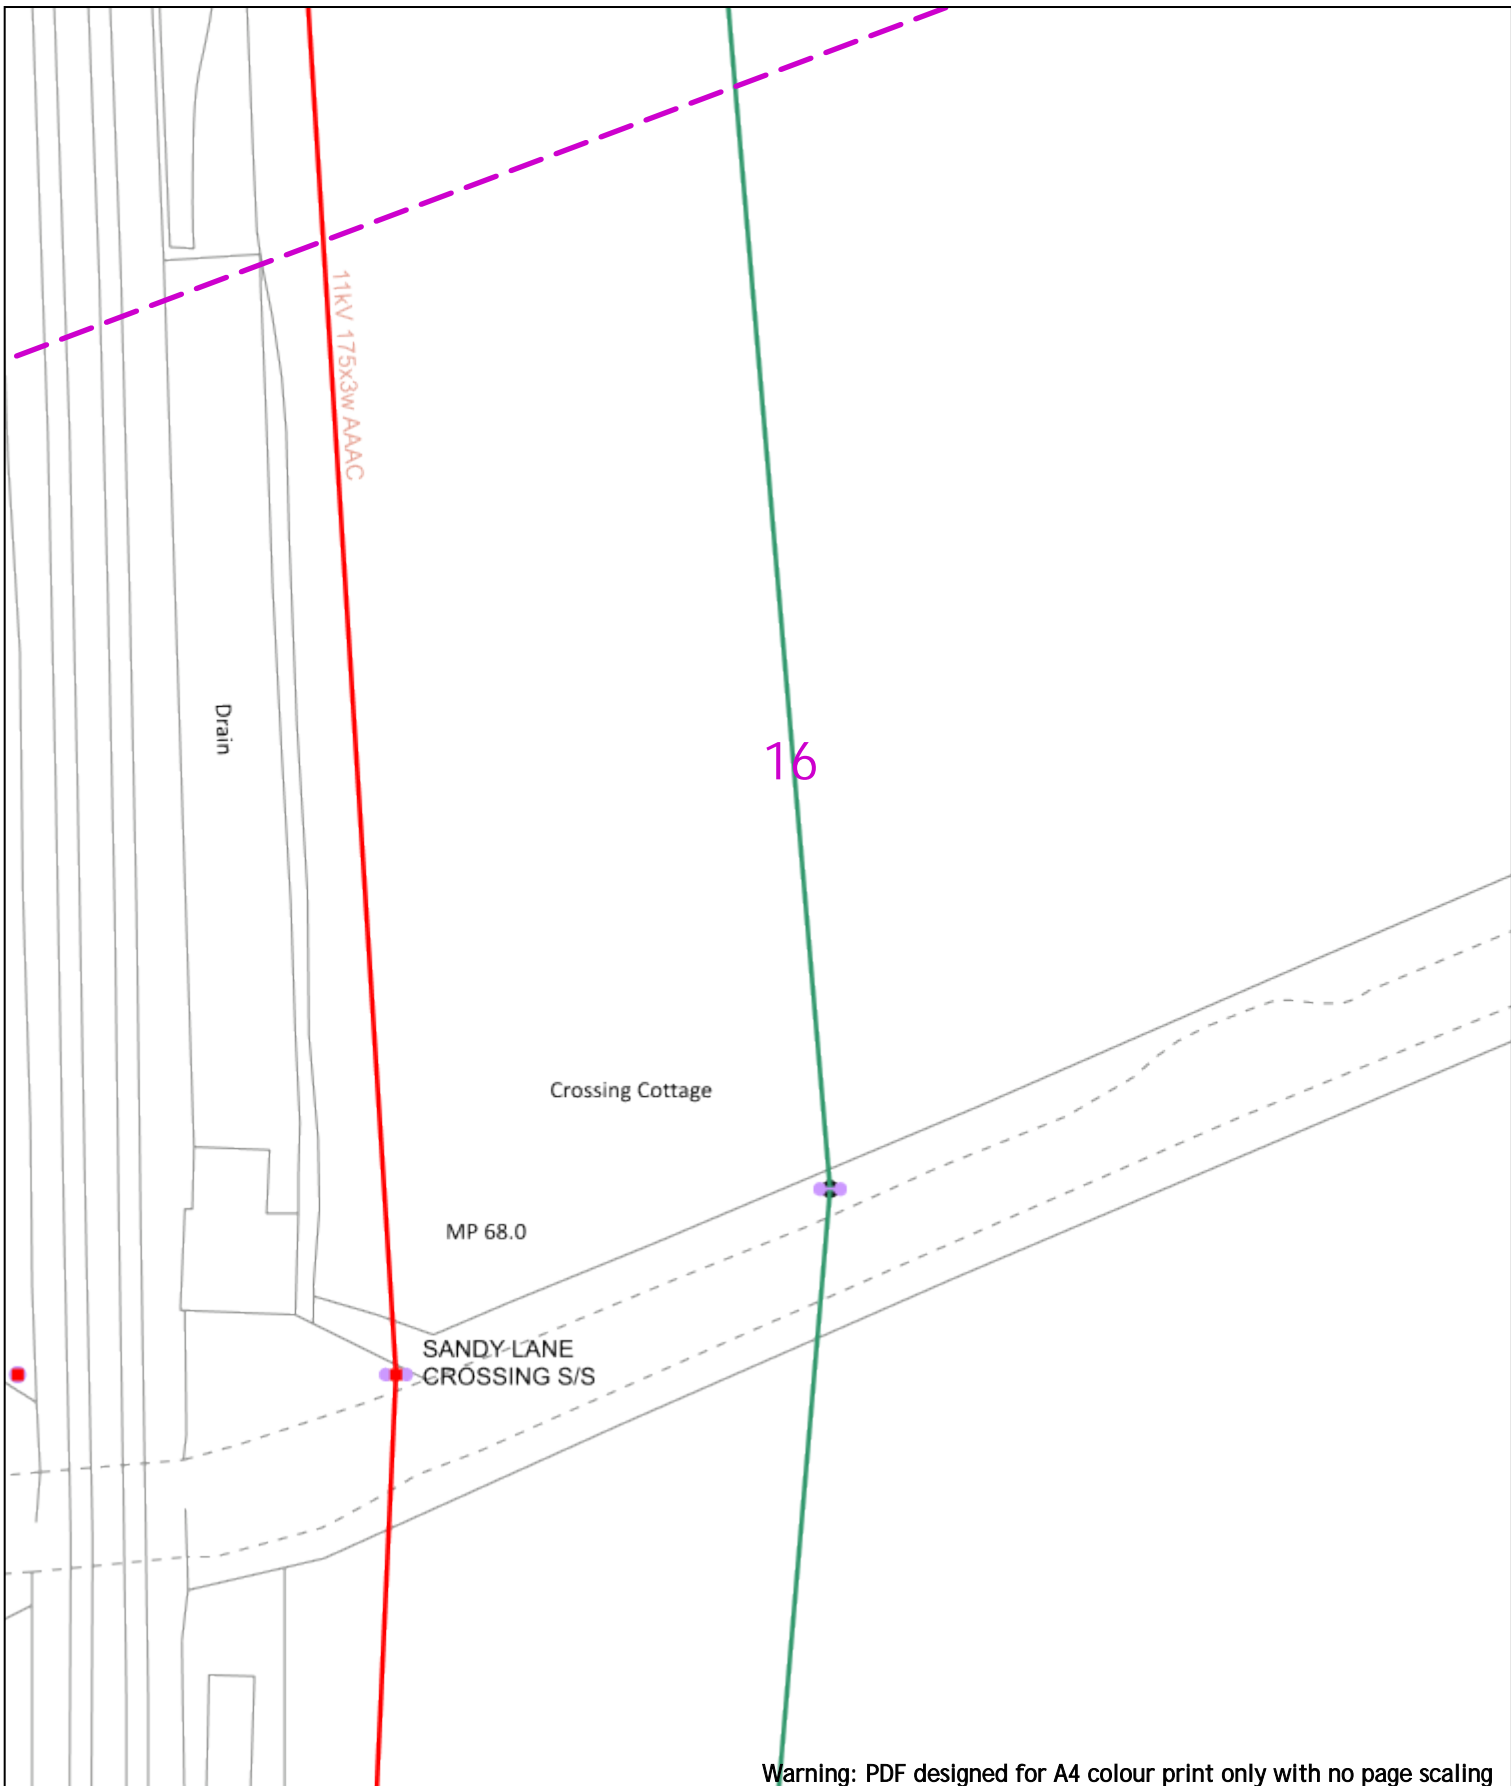 11kV 175x3w AAAC
Drain
16
Crossing Cottage
MP 68.0
SANDY LANE
CROSSING S/S
Warning: PDF designed for A4 colour print only with no page scaling